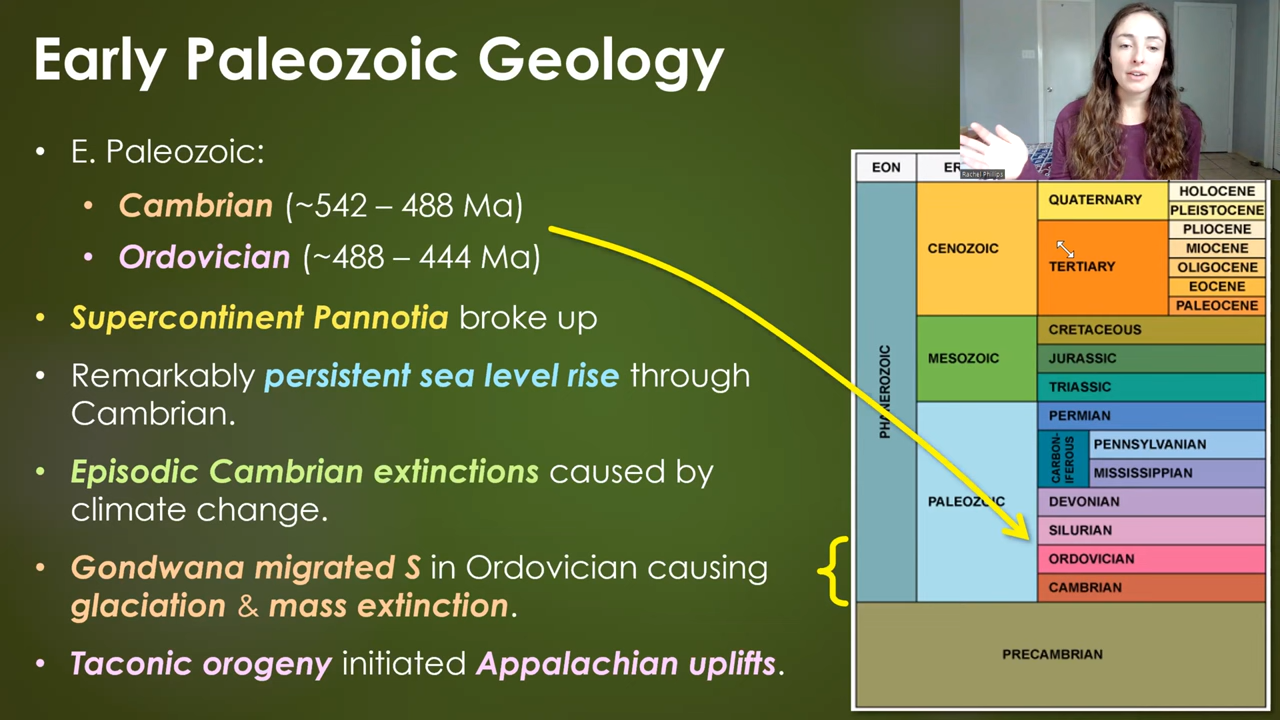 Early Paleozoic Geology
• E. Paleozoic:
• Cambrian (~542 – 488 Ma)
• Ordovician (~488 – 444 Ma)
• Supercontinent Pannotia broke up
• Remarkably persistent sea level rise through
Cambrian.
• Episodic Cambrian extinctions caused by
climate change.
• Gondwana migrated S in Ordovician causing
glaciation & mass extinction.
• Taconic orogeny initiated Appalachian uplifts.
Rachel Phillips
EON
PHANEROZOIC
CENOZOIC
QUATERNARY
HOLOCENE
PLEISTOCENE
TERTIARY
PLIOCENE
MIOCENE
OLIGOCENE
EOCENE
PALEOCENE
MESOZOIC
CRETACEOUS
JURASSIC
TRIASSIC
PALEOZOIC
PERMIAN
CARBON-
IFEROUS
PENNSYLVANIAN
MISSISSIPPIAN
DEVONIAN
SILURIAN
ORDOVICIAN
CAMBRIAN
PRECAMBRIAN